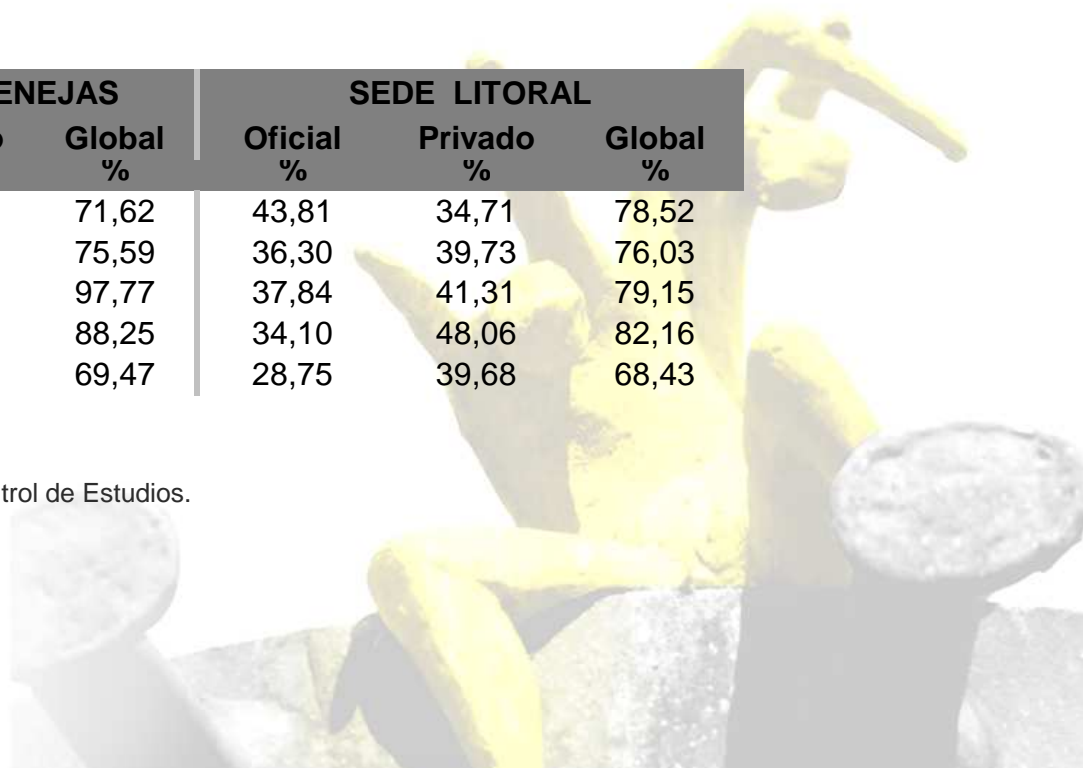 ENEJAS SEDE LITORAL
o Global Oficial Privado Global
% % % %
71,62 43,81 34,71 78,52
75,59 36,30 39,73 76,03
97,77 37,84 41,31 79,15
88,25 34,10 48,06 82,16
69,47 28,75 39,68 68,43
trol de Estudios.